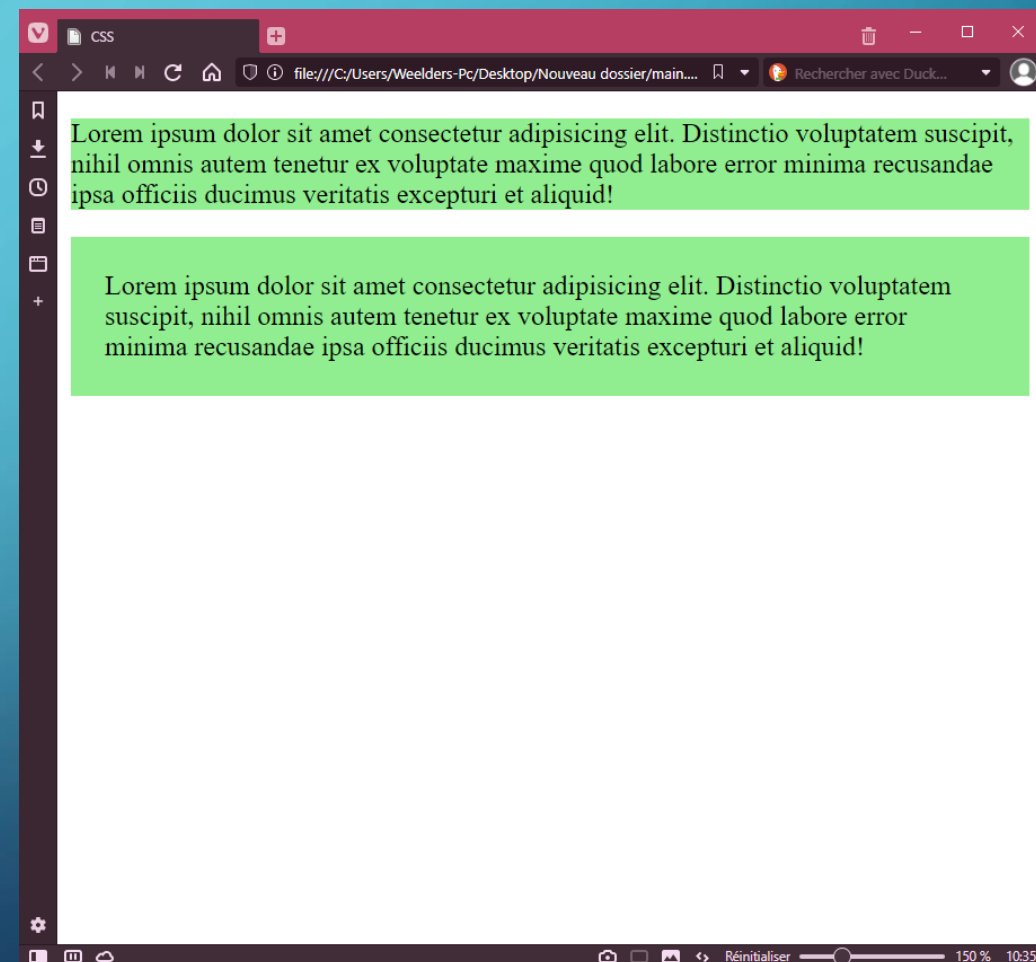 CSS
file:///C:/Users/Weelders-Pc/Desktop/Nouveau dossier/main....
Rechercher avec Duck...
Lorem ipsum dolor sit amet consectetur adipisicing elit. Distinctio voluptatem suscipit,
nihil omnis autem tenetur ex voluptate maxime quod labore error minima recusandae
ipsa officiis ducimus veritatis excepturi et aliquid!
Lorem ipsum dolor sit amet consectetur adipisicing elit. Distinctio voluptatem
suscipit, nihil omnis autem tenetur ex voluptate maxime quod labore error
minima recusandae ipsa officiis ducimus veritatis excepturi et aliquid!
Réinitialiser 150 % 10:35